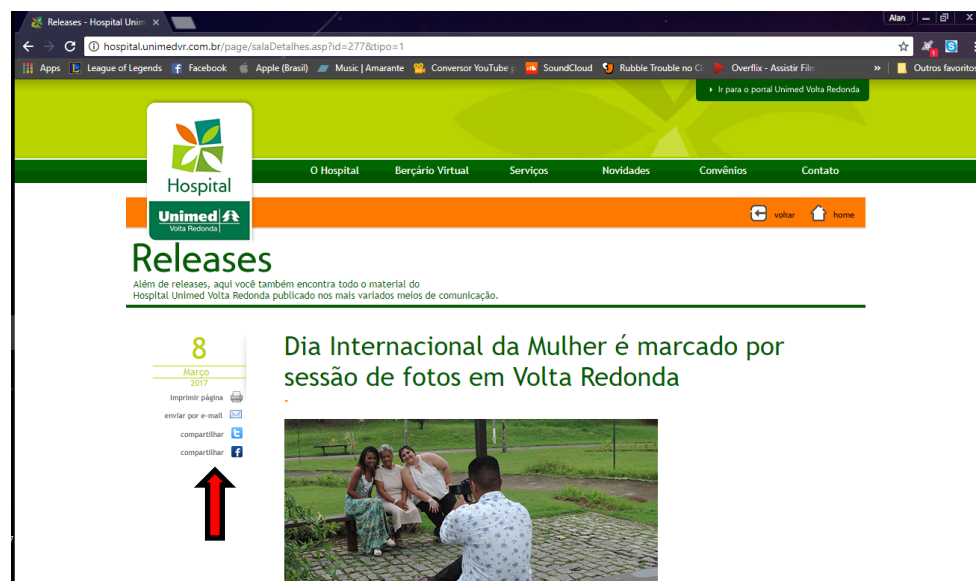 Releases - Hospital Unim
Alan
hospital.unimedvr.com.br/page/salaDetalhes.asp?id=277&tipo=1
Apps League of Legends Facebook Apple (Brasil) Music | Amarante Conversor YouTube SoundCloud Rubble Trouble no Overflix - Assistir Film » Outros favoritos
Ir para o portal Unimed Volta Redonda
O Hospital Berçário Virtual Serviços Novidades Convênios Contato
Hospital
Unimed
Volta Redonda
voltar home
Releases
Além de releases, aqui você também encontra todo o material do
Hospital Unimed Volta Redonda publicado nos mais variados meios de comunicação.
8
Março
2017
imprimir página
enviar por e-mail
compartilhar
compartilhar
Dia Internacional da Mulher é marcado por
sessão de fotos em Volta Redonda
-